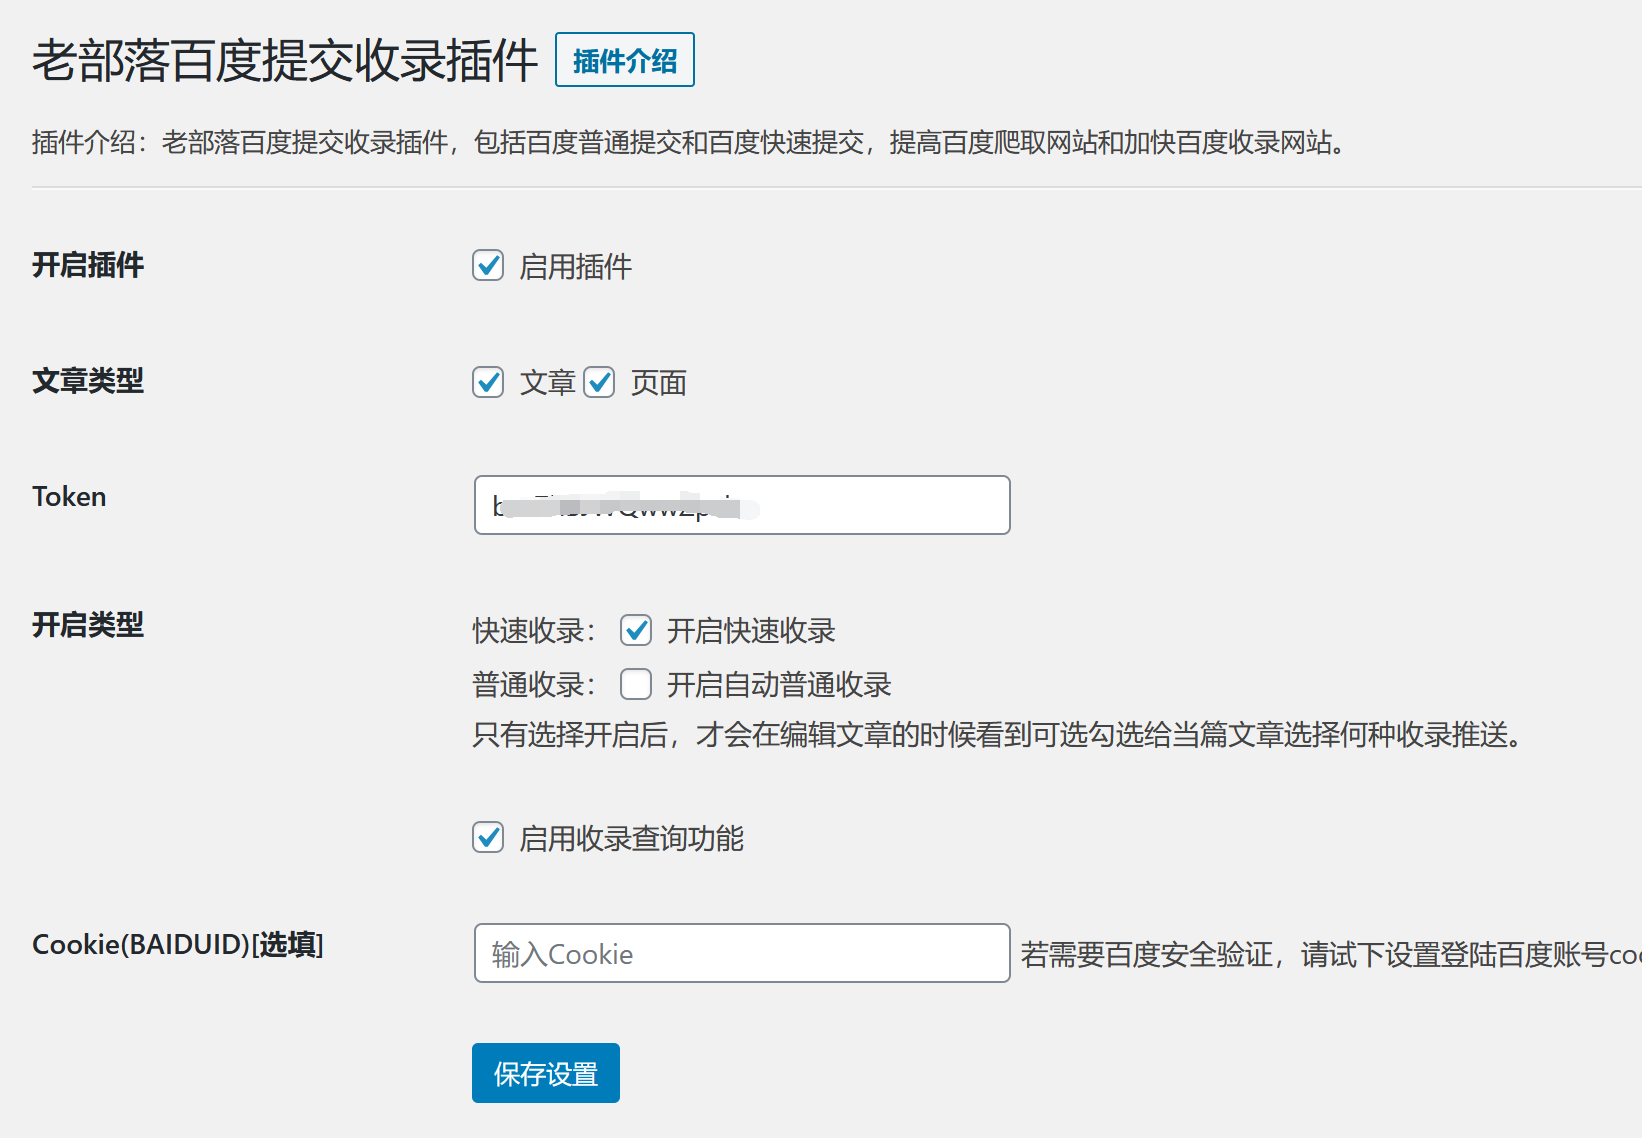 老部落百度提交收录插件 插件介绍
插件介绍：老部落百度提交收录插件，包括百度普通提交和百度快速提交，提高百度爬取网站和加快百度收录网站。
开启插件 启用插件
文章类型 文章 页面
Token
开启类型 快速收录： 开启快速收录
普通收录： 开启自动普通收录
只有选择开启后，才会在编辑文章的时候看到可选勾选给当篇文章选择何种收录推送。
启用收录查询功能
Cookie(BAIDUID)[选填] 输入Cookie 若需要百度安全验证，请试下设置登陆百度账号
保存设置